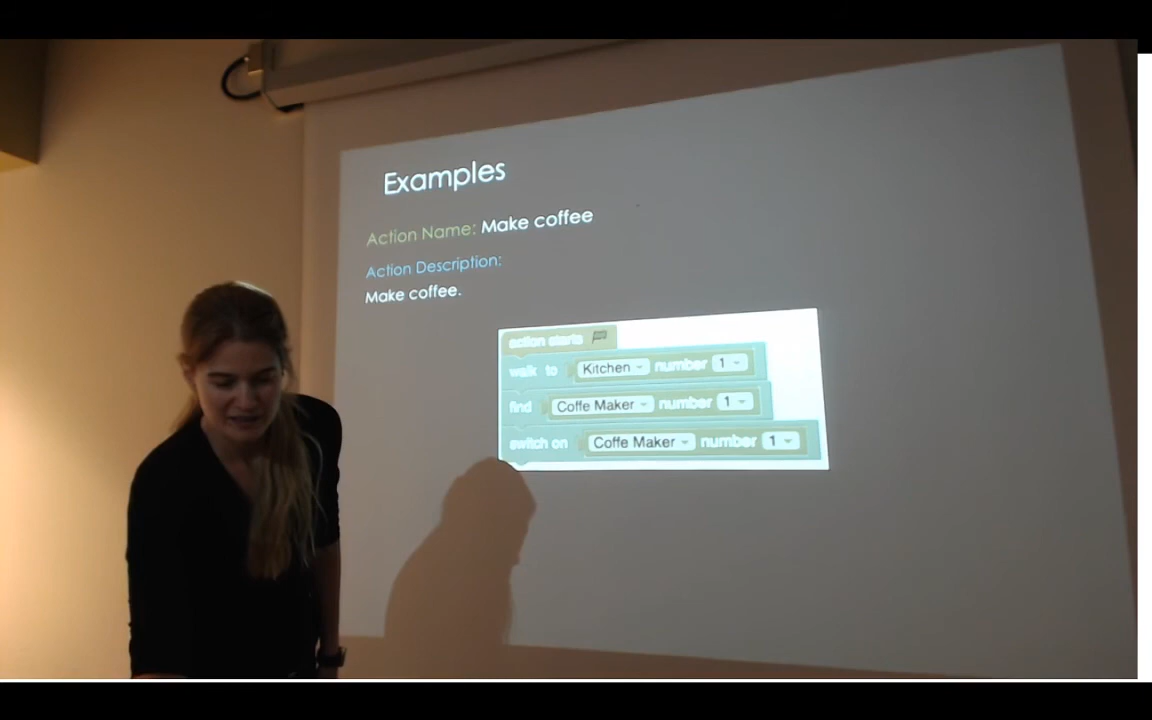 Examples
Action Name: Make coffee
Action Description:
Make coffee.
action starts
walk to Kitchen number 1
find Coffe Maker number 1
switch on Coffe Maker number 1